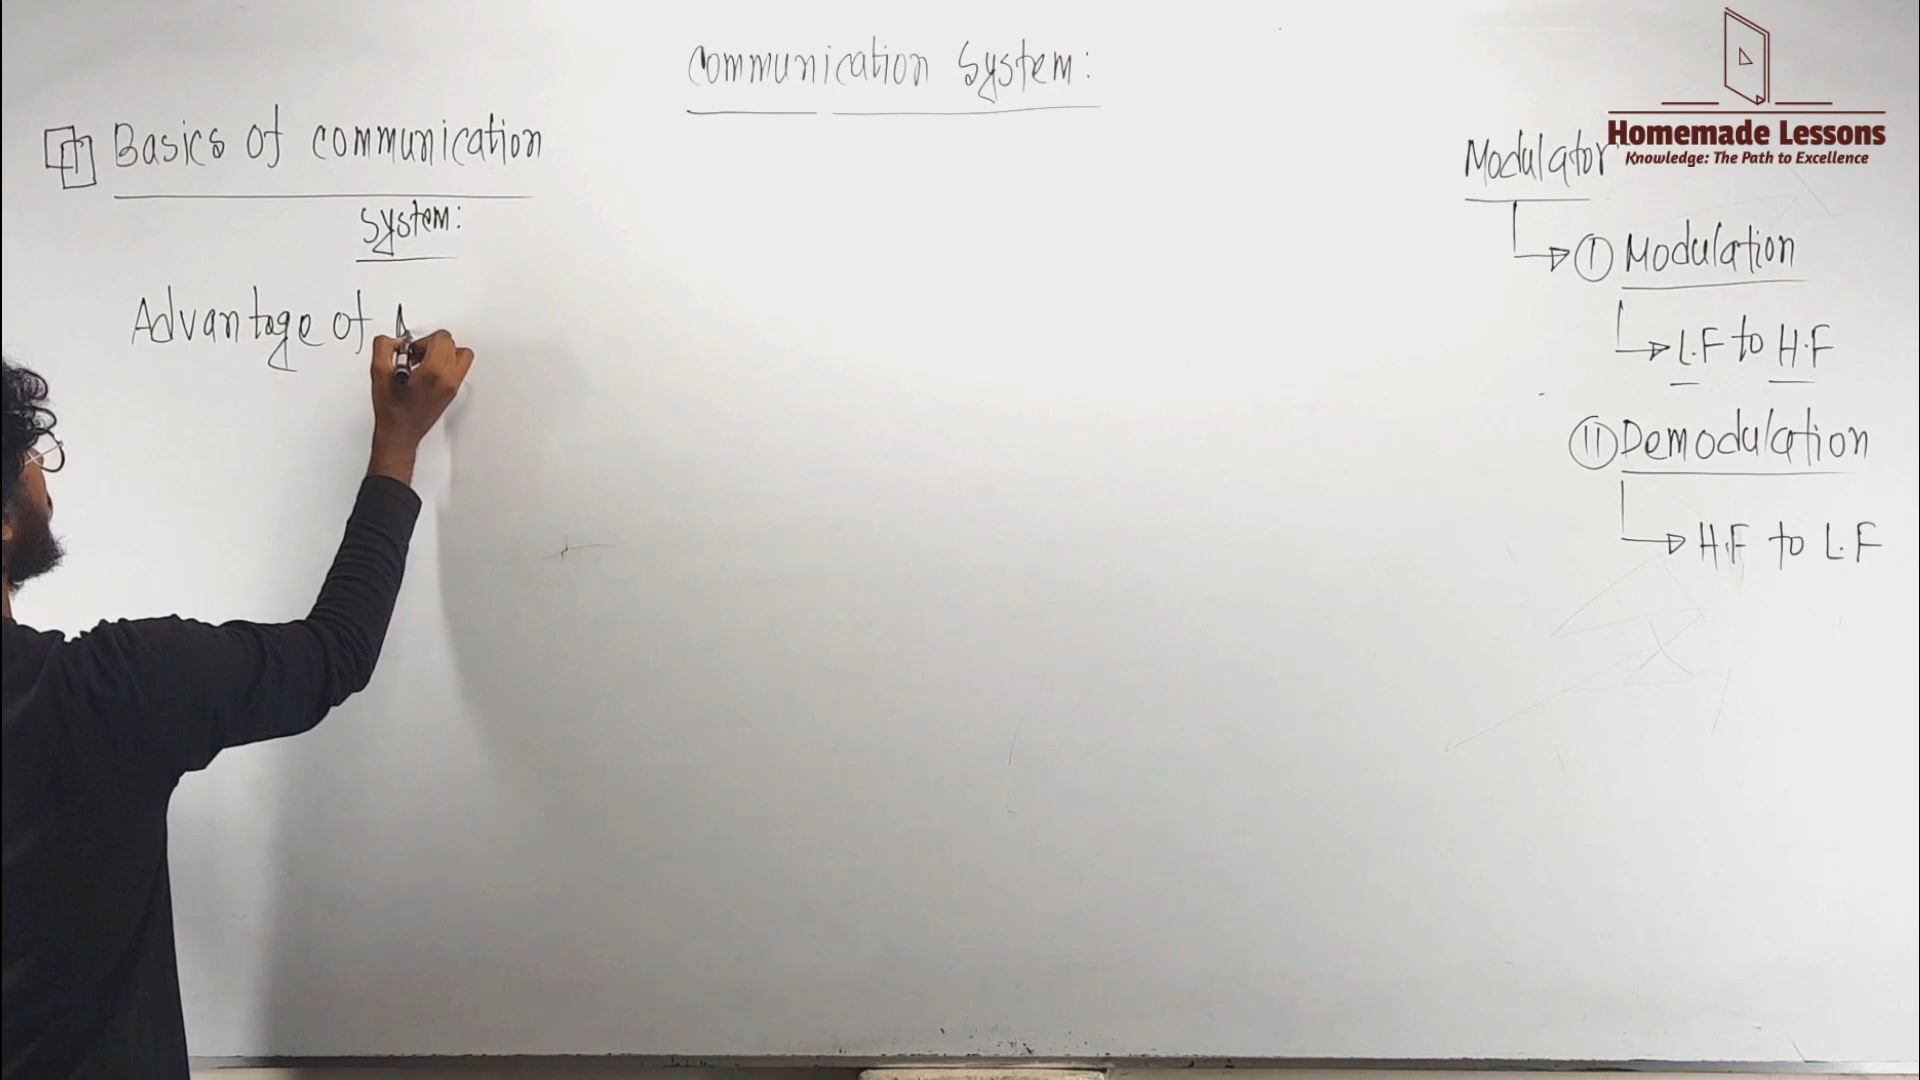 Communication System:
Basics of communication
System:
Advantage of
Modulator
I Modulation
L.F to H.F
II Demodulation
H.F to L.F
Homemade Lessons
Knowledge: The Path to Excellence